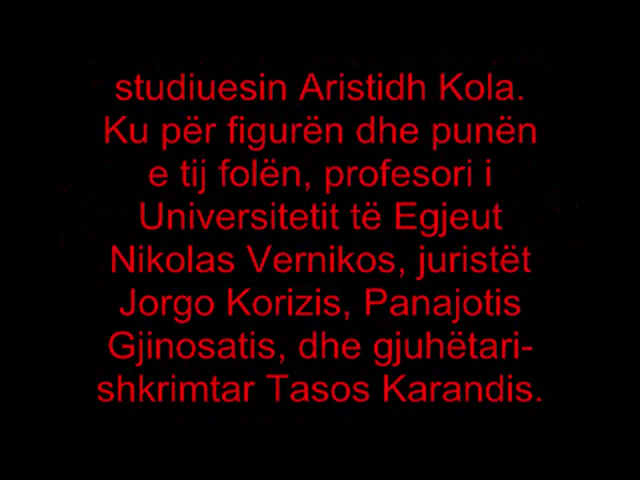 studiuesin Aristidh Kola.
Ku për figurën dhe punën
e tij folën, profesori i
Universitetit të Egjeut
Nikolas Vernikos, juristët
Jorgo Korizis, Panajotis
Gjinosatis, dhe gjuhëtari-
shkrimtar Tasos Karandis.